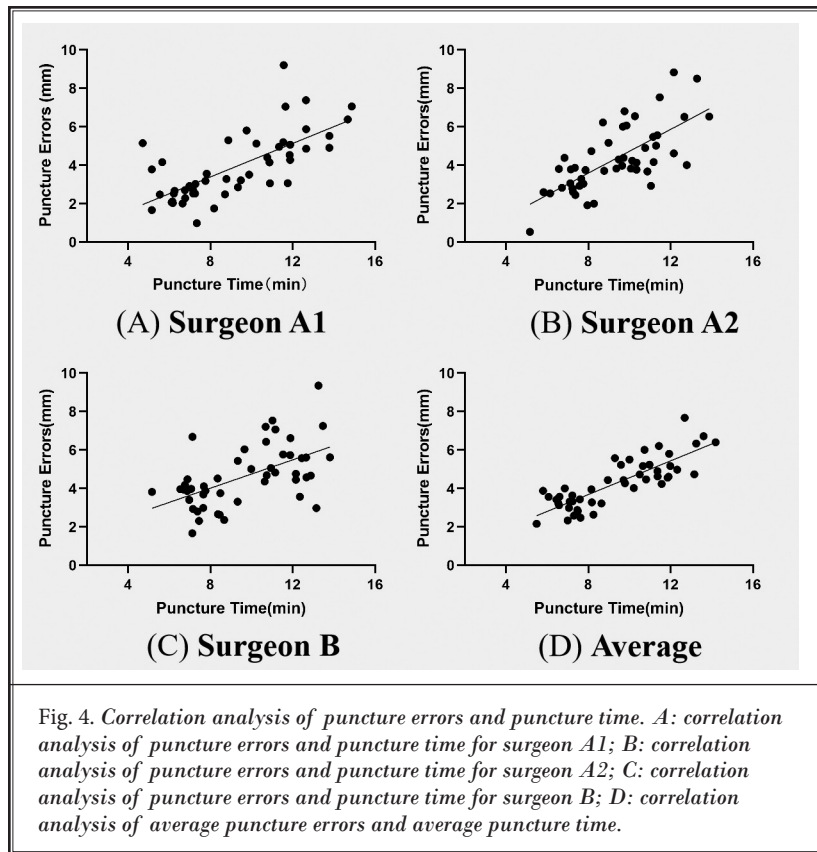 10
8
6
4
2
0
Puncture Errors (mm)
4 8 12 16
Puncture Time(min)
(A) Surgeon A1
10
8
6
4
2
0
Puncture Errors(mm)
4 8 12 16
Puncture Time(min)
(B) Surgeon A2
10
8
6
4
2
0
Puncture Errors(mm)
4 8 12 16
Puncture Time(min)
(C) Surgeon B
10
8
6
4
2
0
Puncture Errors(mm)
4 8 12 16
Puncture Time(min)
(D) Average
Fig. 4. Correlation analysis of puncture errors and puncture time. A: correlation
analysis of puncture errors and puncture time for surgeon A1; B: correlation
analysis of puncture errors and puncture time for surgeon A2; C: correlation
analysis of puncture errors and puncture time for surgeon B; D: correlation
analysis of average puncture errors and average puncture time.